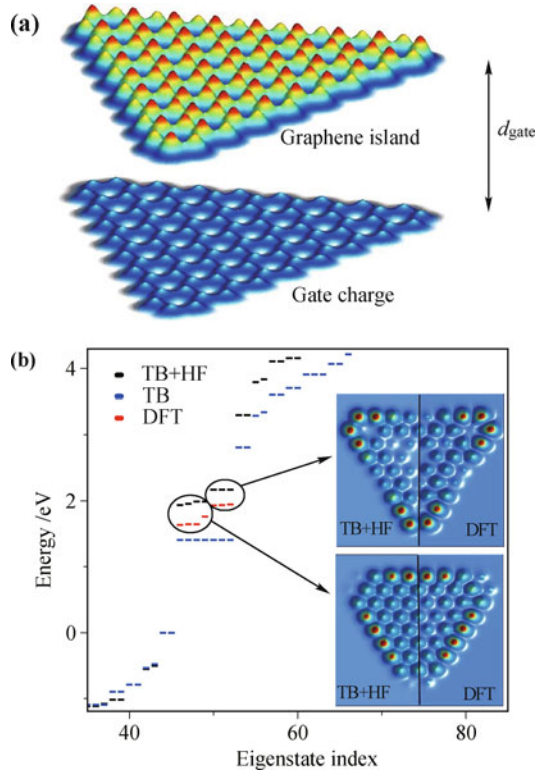 (a)
Graphene island
d_gate
Gate charge
(b)
4
TB+HF
TB
DFT
2
Energy /eV
TB+HF
DFT
0
TB+HF
DFT
40
60
80
Eigenstate index